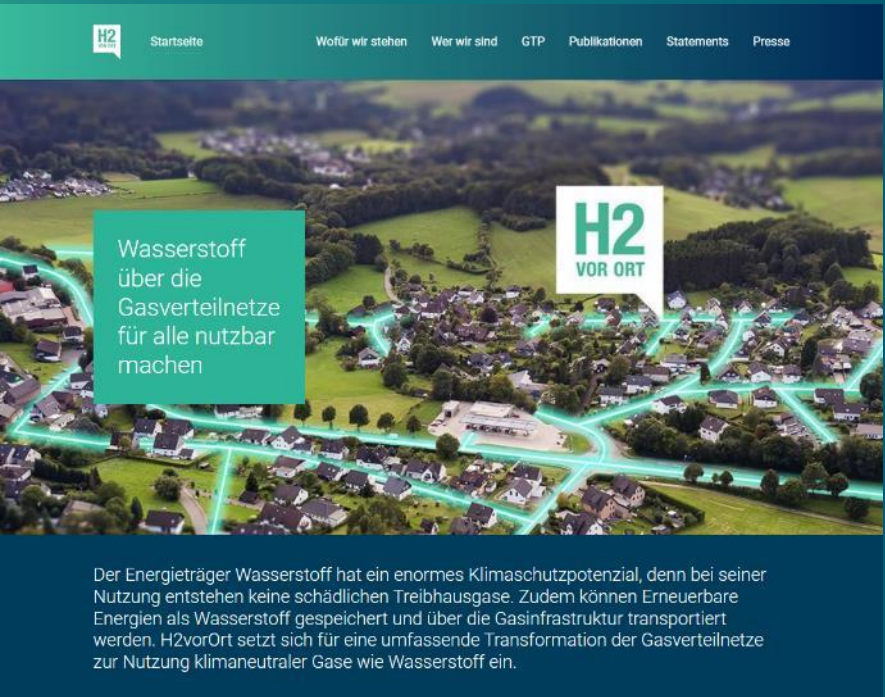 H2
VOR ORT
Startseite
Wofür wir stehen
Wer wir sind
GTP
Publikationen
Statements
Presse
H2
VOR ORT
Wasserstoff
über die
Gasverteilnetze
für alle nutzbar
machen
Der Energieträger Wasserstoff hat ein enormes Klimaschutzpotenzial, denn bei seiner
Nutzung entstehen keine schädlichen Treibhausgase. Zudem können Erneuerbare
Energien als Wasserstoff gespeichert und über die Gasinfrastruktur transportiert
werden. H2vorOrt setzt sich für eine umfassende Transformation der Gasverteilnetze
zur Nutzung klimaneutraler Gase wie Wasserstoff ein.